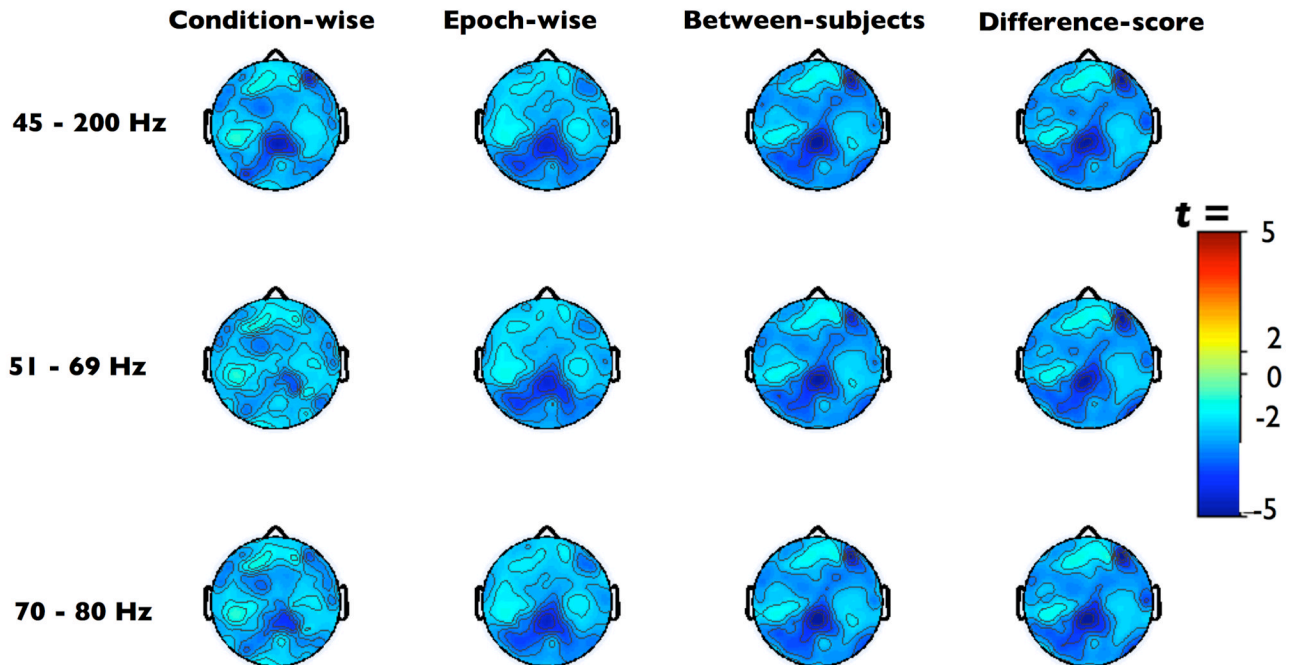 Condition-wise Epoch-wise Between-subjects Difference-score
45 - 200 Hz
t =
5
2
0
-2
-5
51 - 69 Hz
70 - 80 Hz